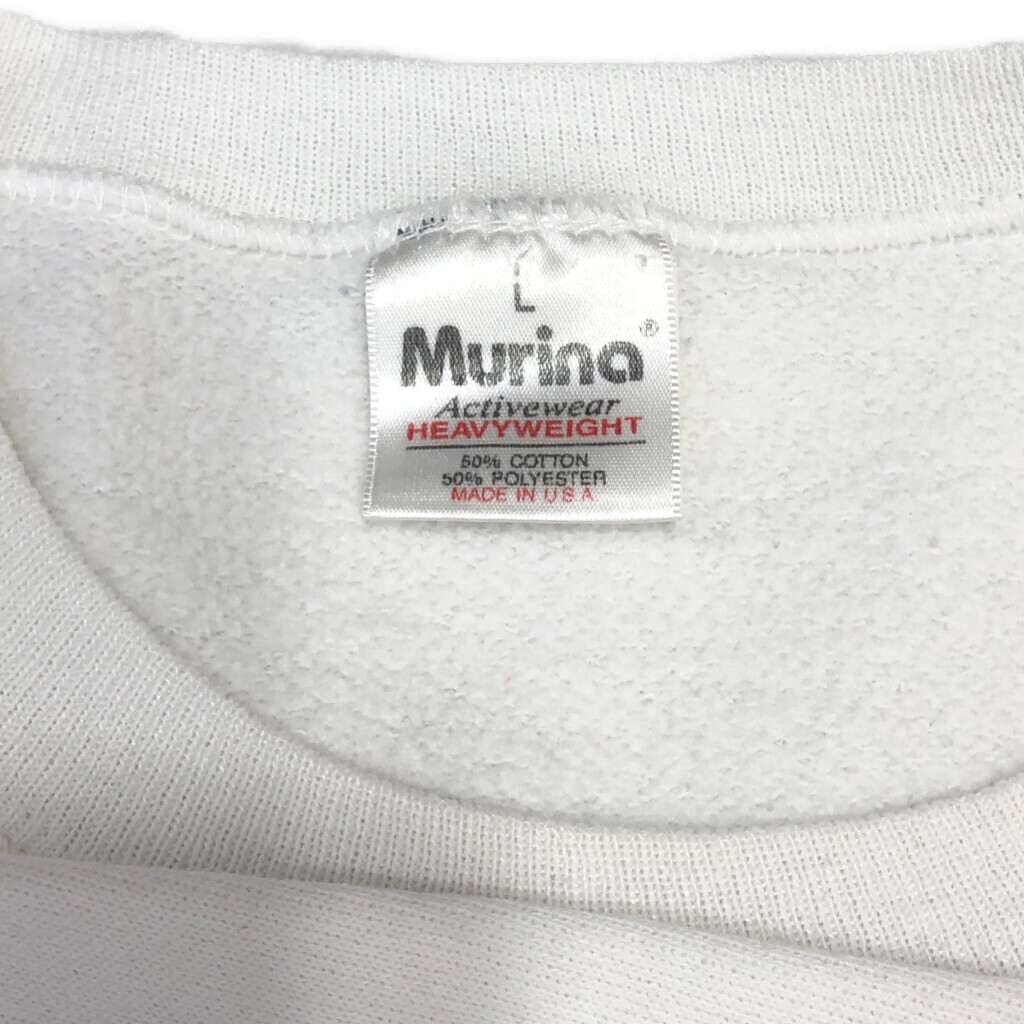 L
Murina®
Activewear
HEAVYWEIGHT
50% COTTON
50% POLYESTER
MADE IN U S A